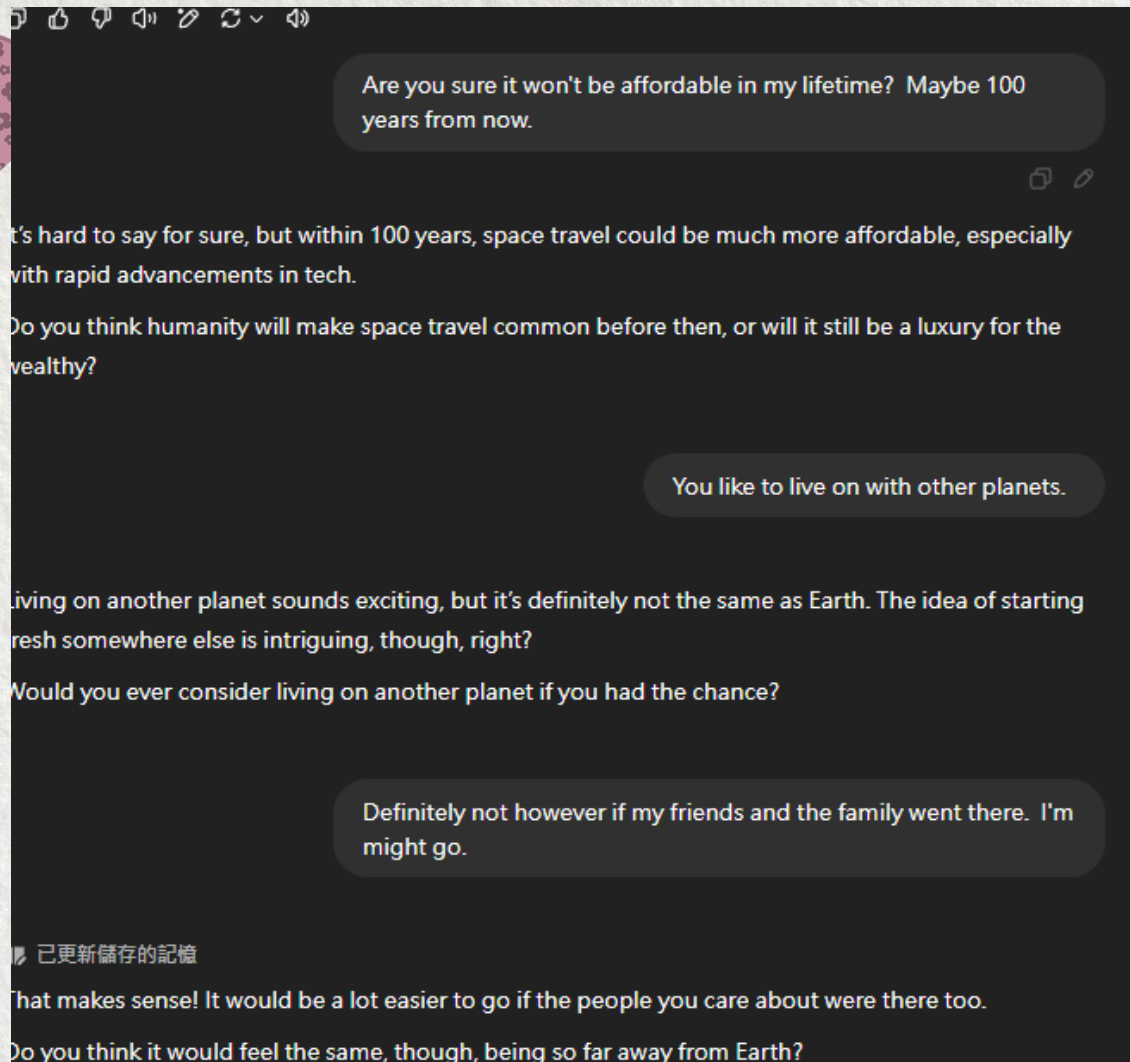 Are you sure it won't be affordable in my lifetime?  Maybe 100
years from now.
t's hard to say for sure, but within 100 years, space travel could be much more affordable, especially
with rapid advancements in tech.
Do you think humanity will make space travel common before then, or will it still be a luxury for the
wealthy?
You like to live on with other planets.
iving on another planet sounds exciting, but it's definitely not the same as Earth. The idea of starting
resh somewhere else is intriguing, though, right?
Would you ever consider living on another planet if you had the chance?
Definitely not however if my friends and the family went there.  I'm
might go.
已更新儲存的記憶
That makes sense! It would be a lot easier to go if the people you care about were there too.
Do you think it would feel the same, though, being so far away from Earth?